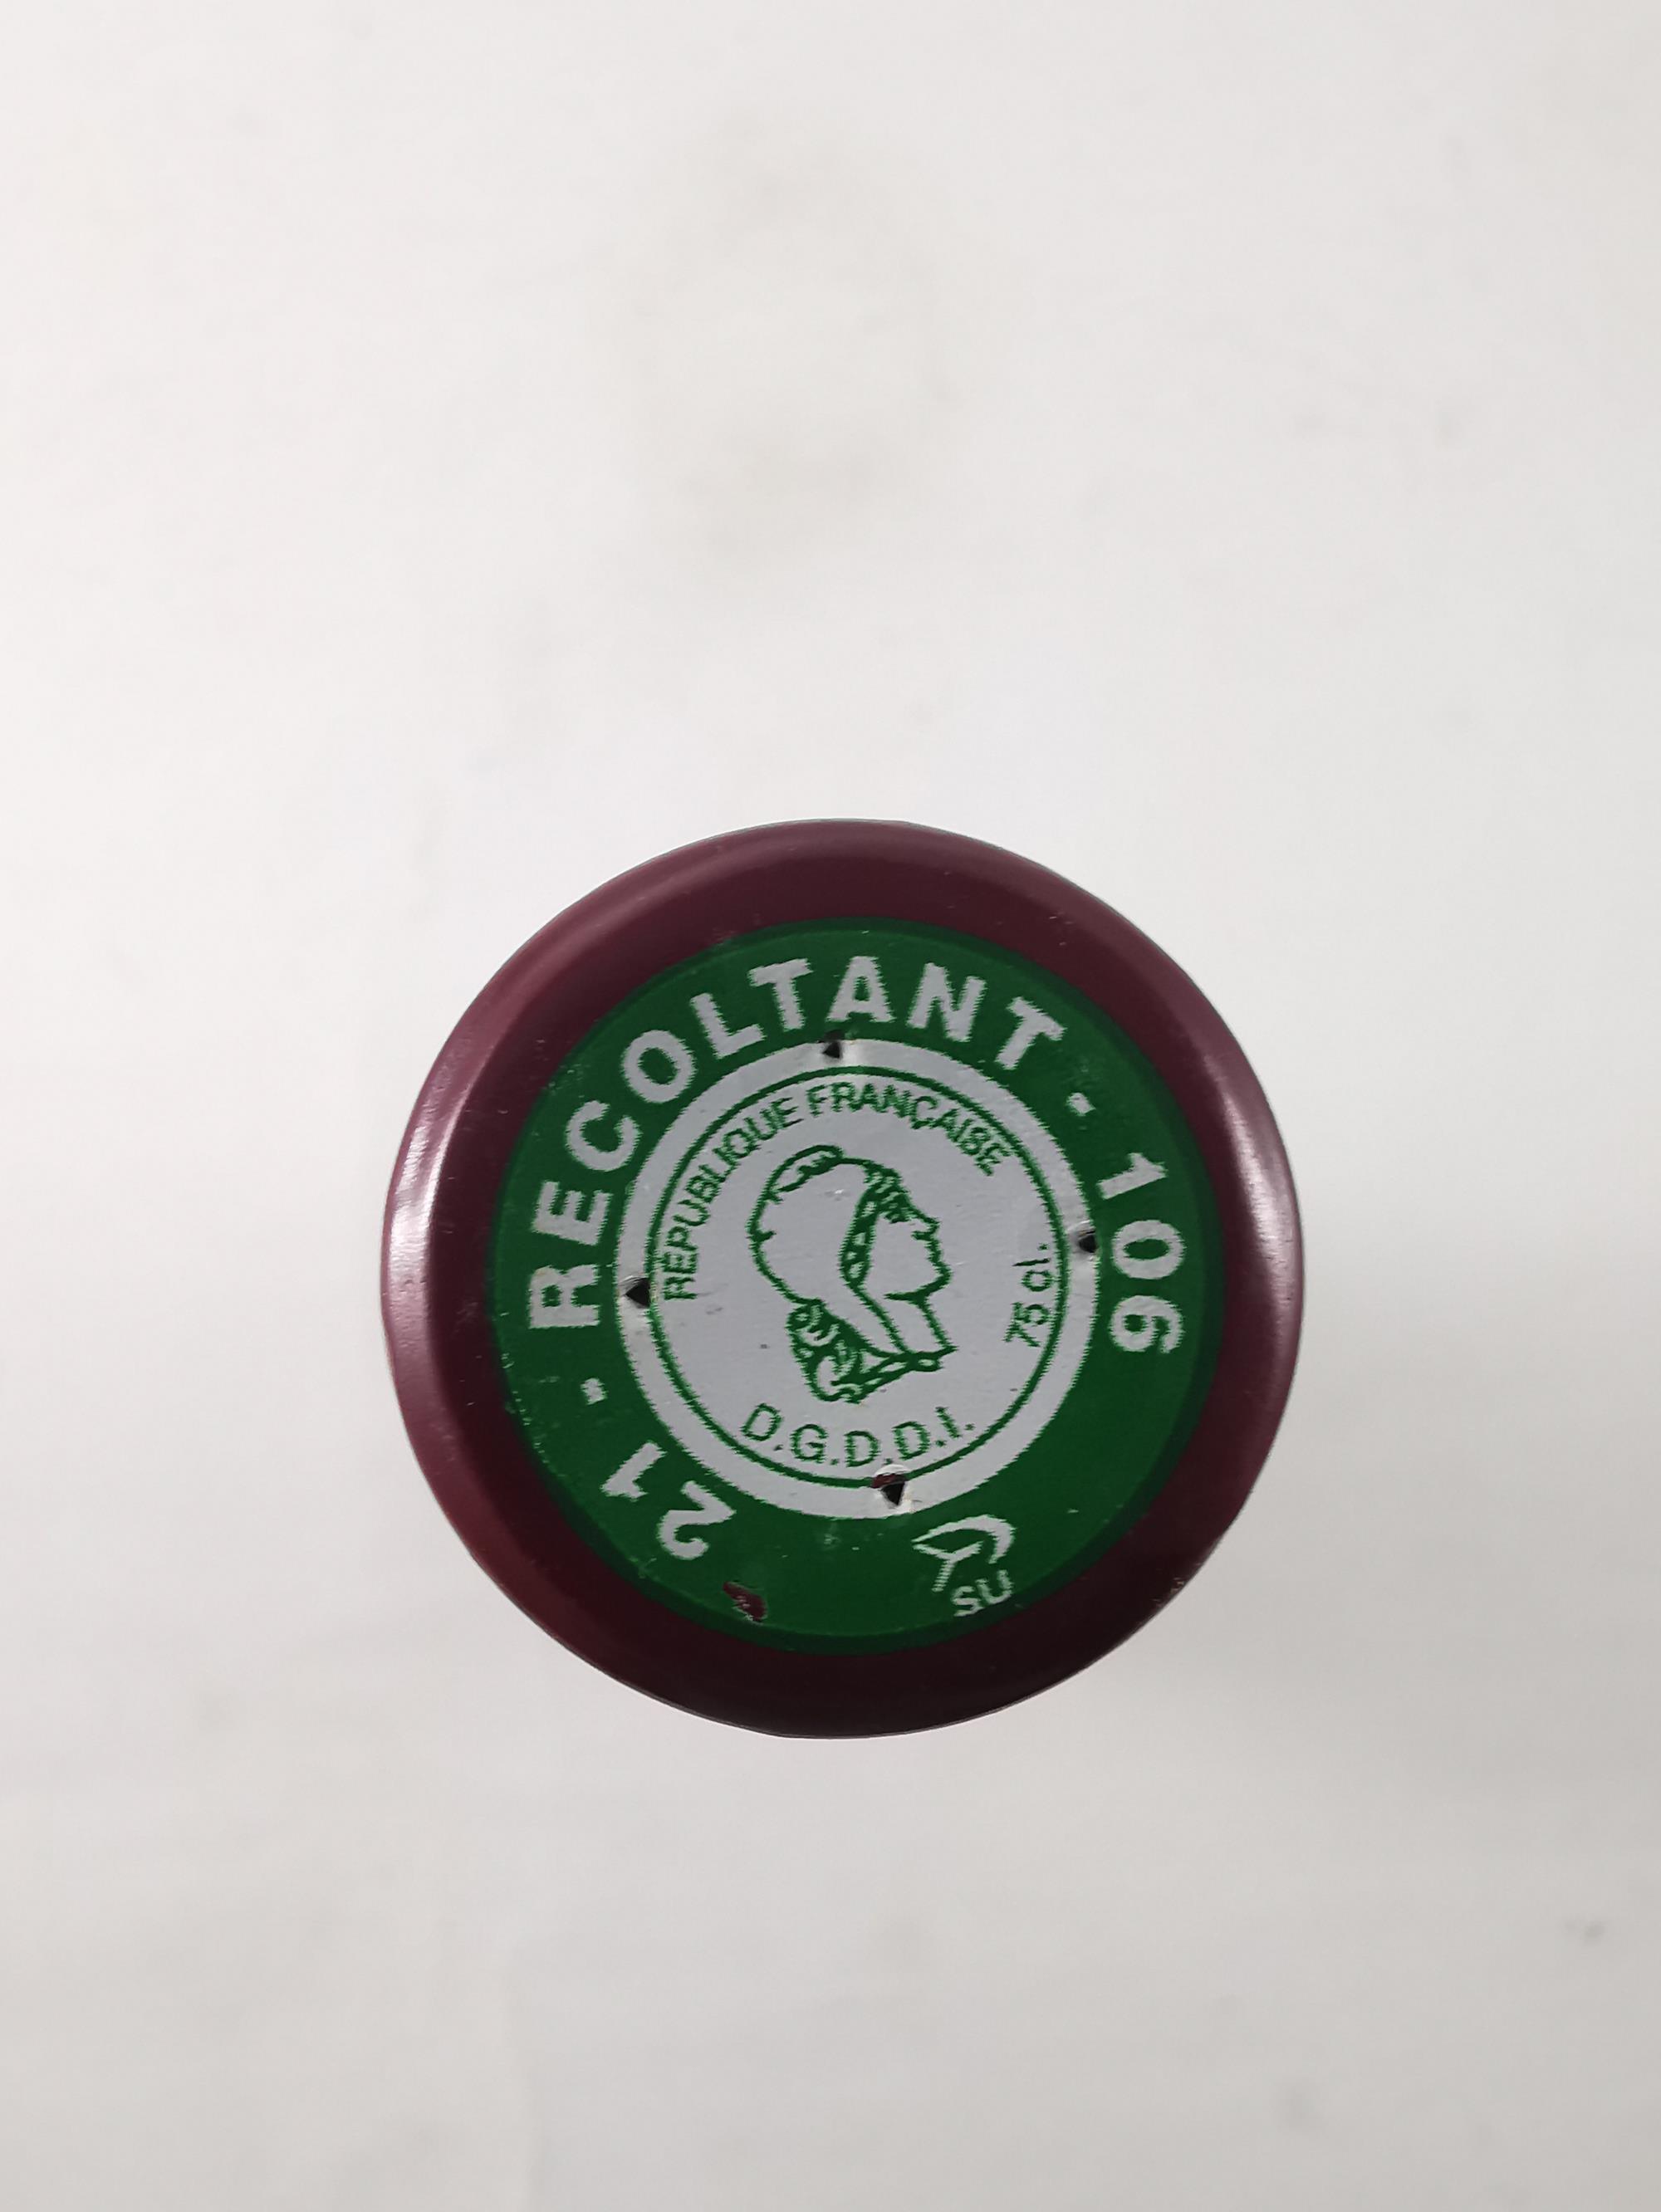 21 · RECOLTANT · 106
RÉPUBLIQUE FRANÇAISE
75 cl.
D.G.D.D.I.
SU